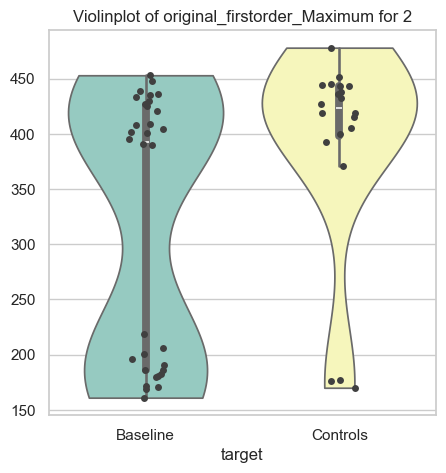 Violinplot of original_firstorder_Maximum for 2
450
400
350
300
250
200
150
Baseline
Controls
target